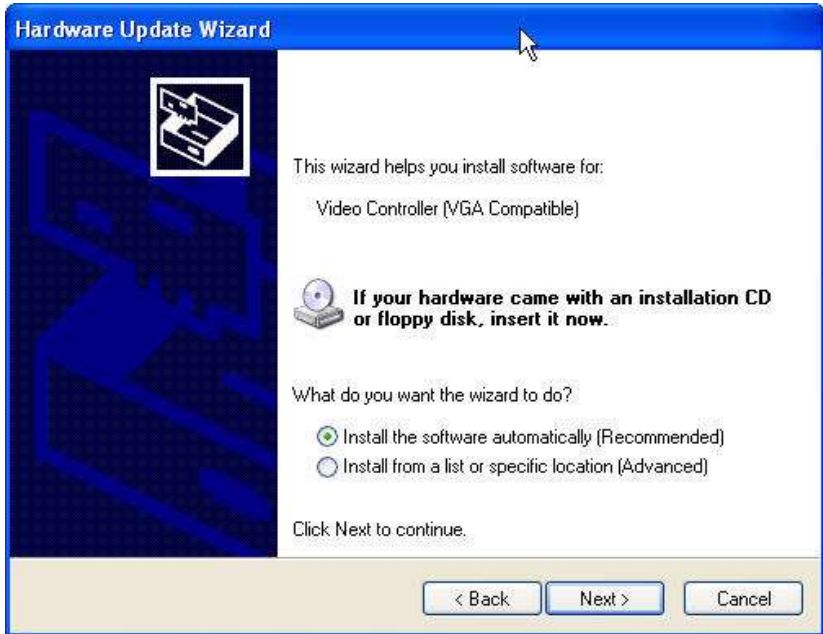 Hardware Update Wizard
This wizard helps you install software for:
Video Controller (VGA Compatible)
If your hardware came with an installation CD
or floppy disk, insert it now.
What do you want the wizard to do?
Install the software automatically (Recommended)
Install from a list or specific location (Advanced)
Click Next to continue.
< Back Next > Cancel